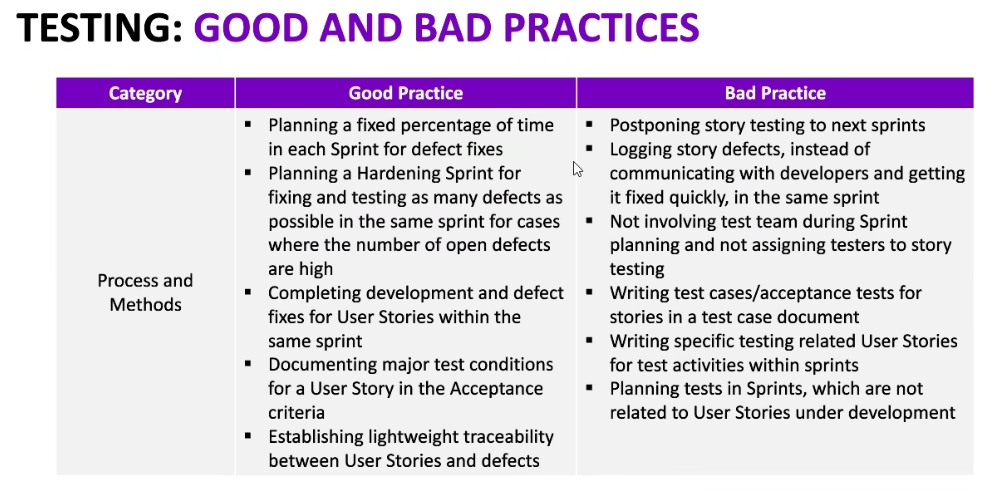 TESTING: GOOD AND BAD PRACTICES
Category
Good Practice
Bad Practice
Process and
Methods
▪ Planning a fixed percentage of time
in each Sprint for defect fixes
▪ Planning a Hardening Sprint for
fixing and testing as many defects as
possible in the same sprint for cases
where the number of open defects
are high
▪ Completing development and defect
fixes for User Stories within the
same sprint
▪ Documenting major test conditions
for a User Story in the Acceptance
criteria
▪ Establishing lightweight traceability
between User Stories and defects
▪ Postponing story testing to next sprints
▪ Logging story defects, instead of
communicating with developers and getting
it fixed quickly, in the same sprint
▪ Not involving test team during Sprint
planning and not assigning testers to story
testing
▪ Writing test cases/acceptance tests for
stories in a test case document
▪ Writing specific testing related User Stories
for test activities within sprints
▪ Planning tests in Sprints, which are not
related to User Stories under development